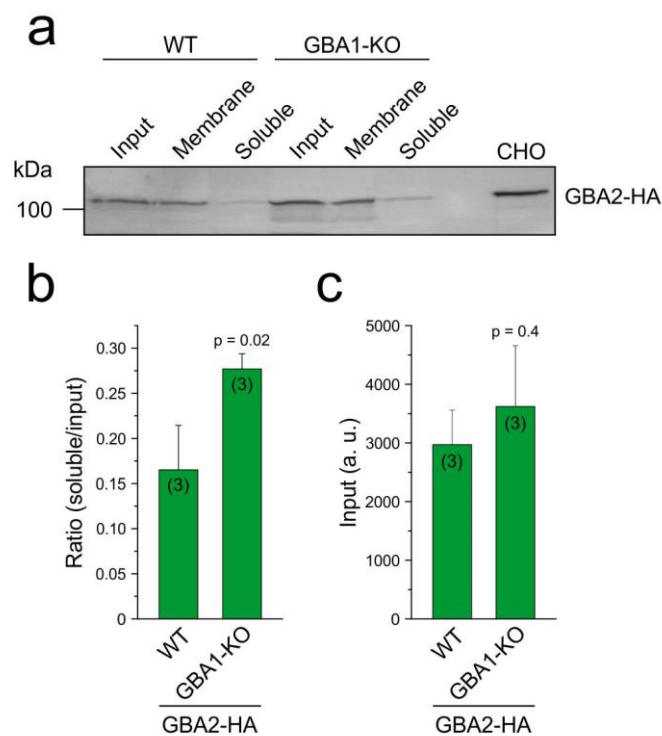 a
WT GBA1-KO
Input Membrane Soluble Input Membrane Soluble CHO
kDa
100 GBA2-HA
b
p = 0.02
0.30
0.25
0.20
0.15
0.10
0.05
0
Ratio (soluble/input)
(3) (3)
WT GBA1-KO
GBA2-HA
c
p = 0.4
5000
4000
3000
2000
1000
0
Input (a. u.)
(3) (3)
WT GBA1-KO
GBA2-HA